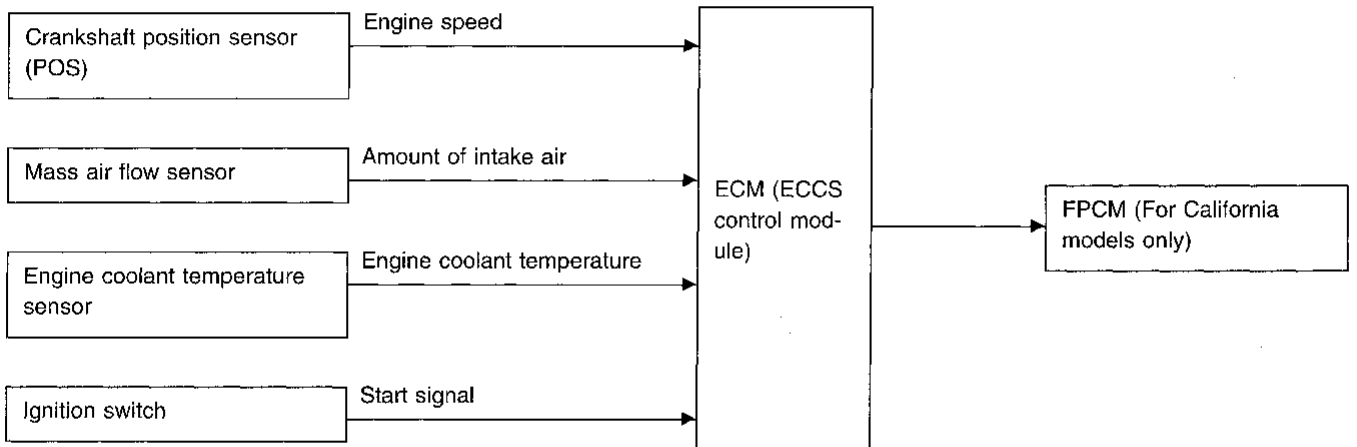 Crankshaft position sensor
(POS)
Engine speed
Mass air flow sensor
Amount of intake air
Engine coolant temperature
sensor
Engine coolant temperature
Ignition switch
Start signal
ECM (ECCS
control mod-
ule)
FPCM (For California
models only)